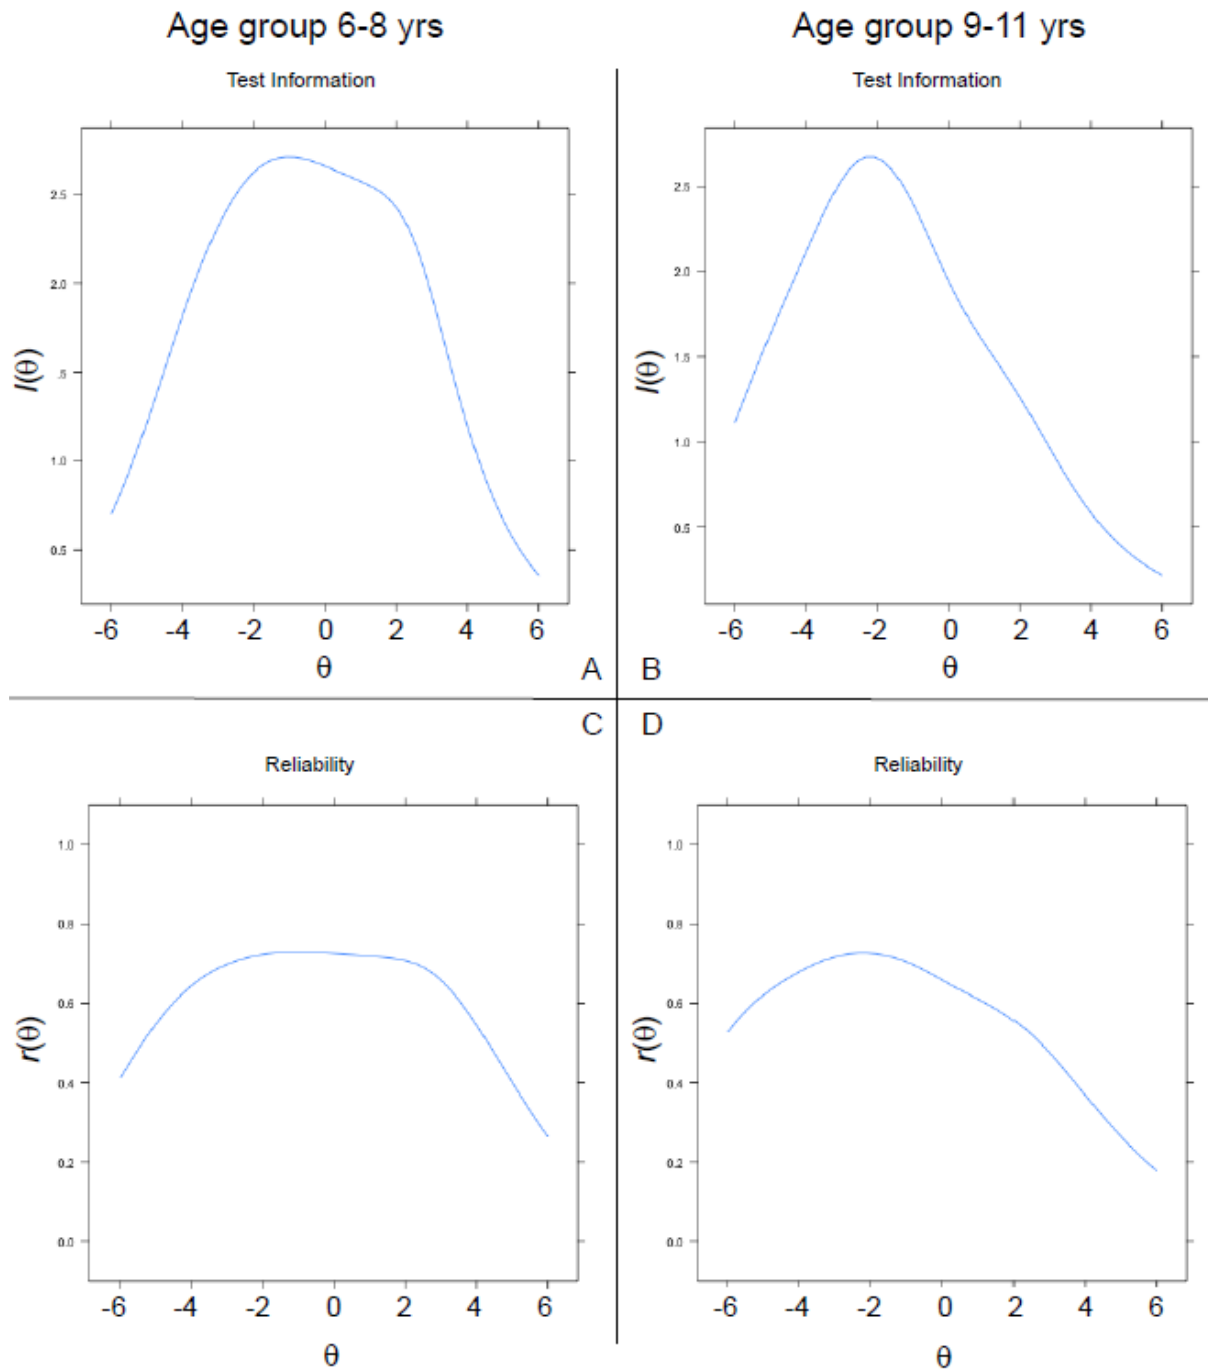 Age group 6-8 yrs
Age group 9-11 yrs
Test Information
Test Information
2.5
2.0
.5
1.0
0.5
I(θ)
-6 -4 -2 0 2 4 6
θ
A
2.5
2.0
1.5
1.0
0.5
I(θ)
-6 -4 -2 0 2 4 6
θ
B
C
D
Reliability
1.0
0.8
0.6
0.4
0.2
0.0
r(θ)
-6 -4 -2 0 2 4 6
θ
Reliability
1.0
0.8
0.6
0.4
0.2
0.0
r(θ)
-6 -4 -2 0 2 4 6
θ